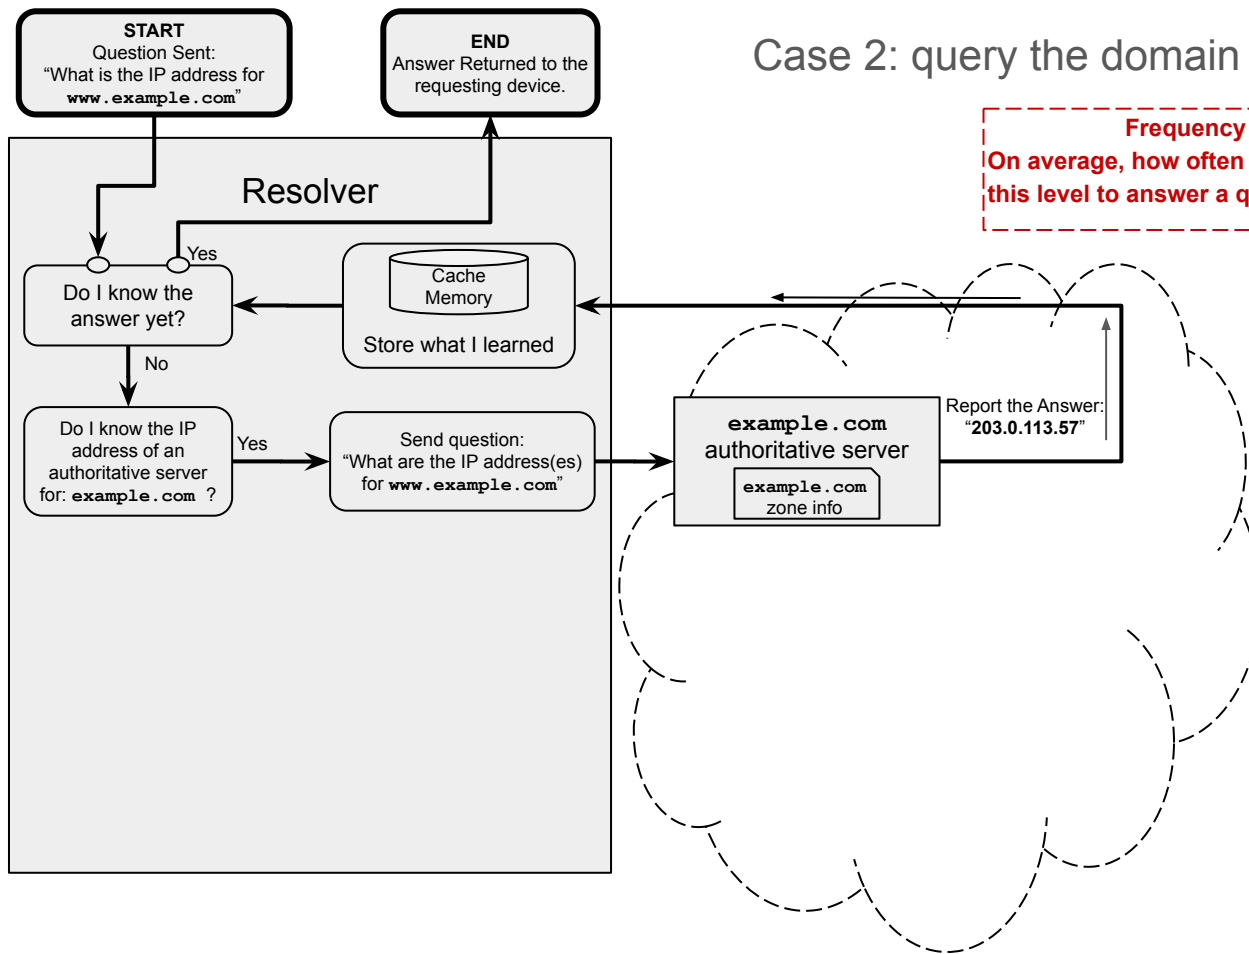 START
Question Sent:
“What is the IP address for
www.example.com”
END
Answer Returned to the
requesting device.
Case 2: query the domain
Frequency
On average, how often
this level to answer a q
Resolver
Yes
Do I know the
answer yet?
Cache
Memory
Store what I learned
No
Do I know the IP
address of an
authoritative server
for: example.com ?
Yes
Send question:
“What are the IP address(es)
for www.example.com”
example.com
authoritative server
example.com
zone info
Report the Answer:
“203.0.113.57”